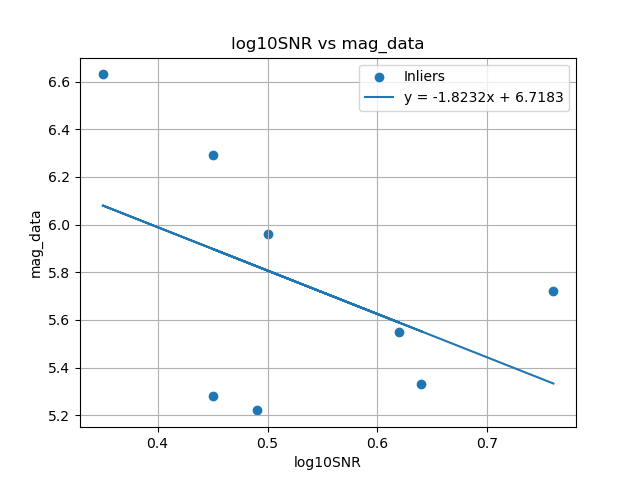 log10SNR vs mag_data
Inliers
y = -1.8232x + 6.7183
6.6
6.4
6.2
6.0
5.8
5.6
5.4
5.2
mag_data
0.4 0.5 0.6 0.7
log10SNR